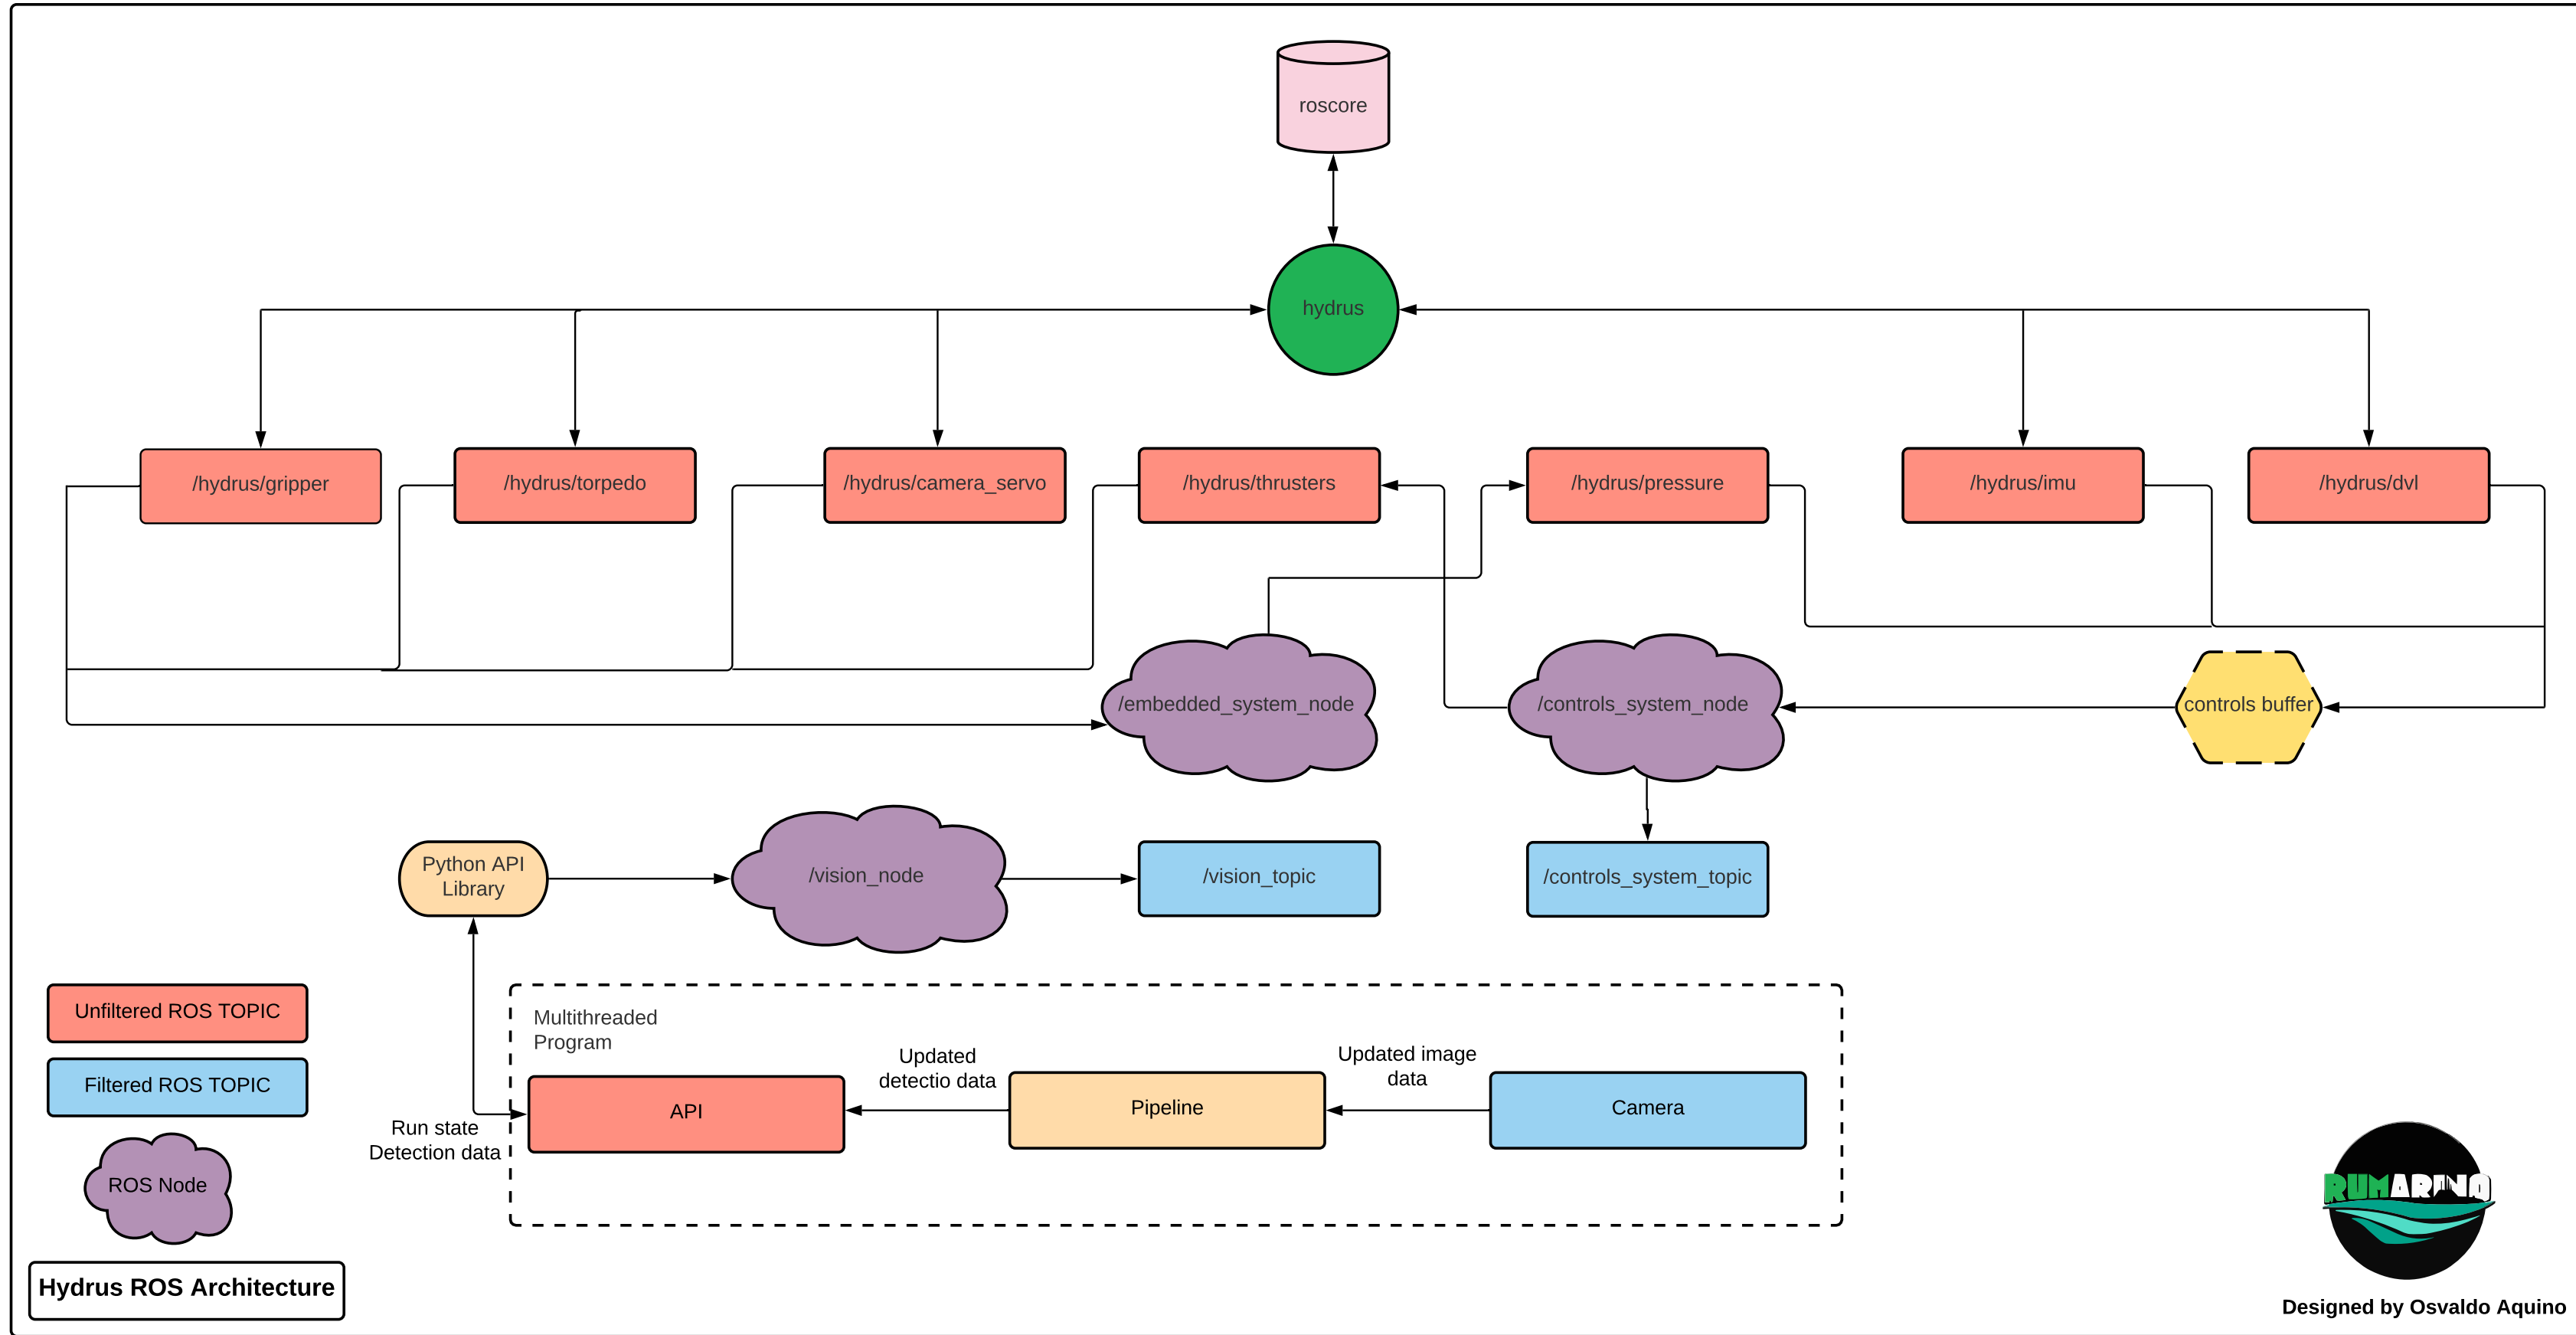 roscore
hydrus
/hydrus/gripper
/hydrus/torpedo
/hydrus/camera_servo
/hydrus/thrusters
/hydrus/pressure
/hydrus/imu
/hydrus/dvl
/embedded_system_node
/controls_system_node
controls buffer
Python API
Library
/vision_node
/vision_topic
/controls_system_topic
Unfiltered ROS TOPIC
Filtered ROS TOPIC
ROS Node
Hydrus ROS Architecture
Multithreaded
Program
Run state
Detection data
API
Updated
detectio data
Pipeline
Updated image
data
Camera
RUMARINO
Designed by Osvaldo Aquino